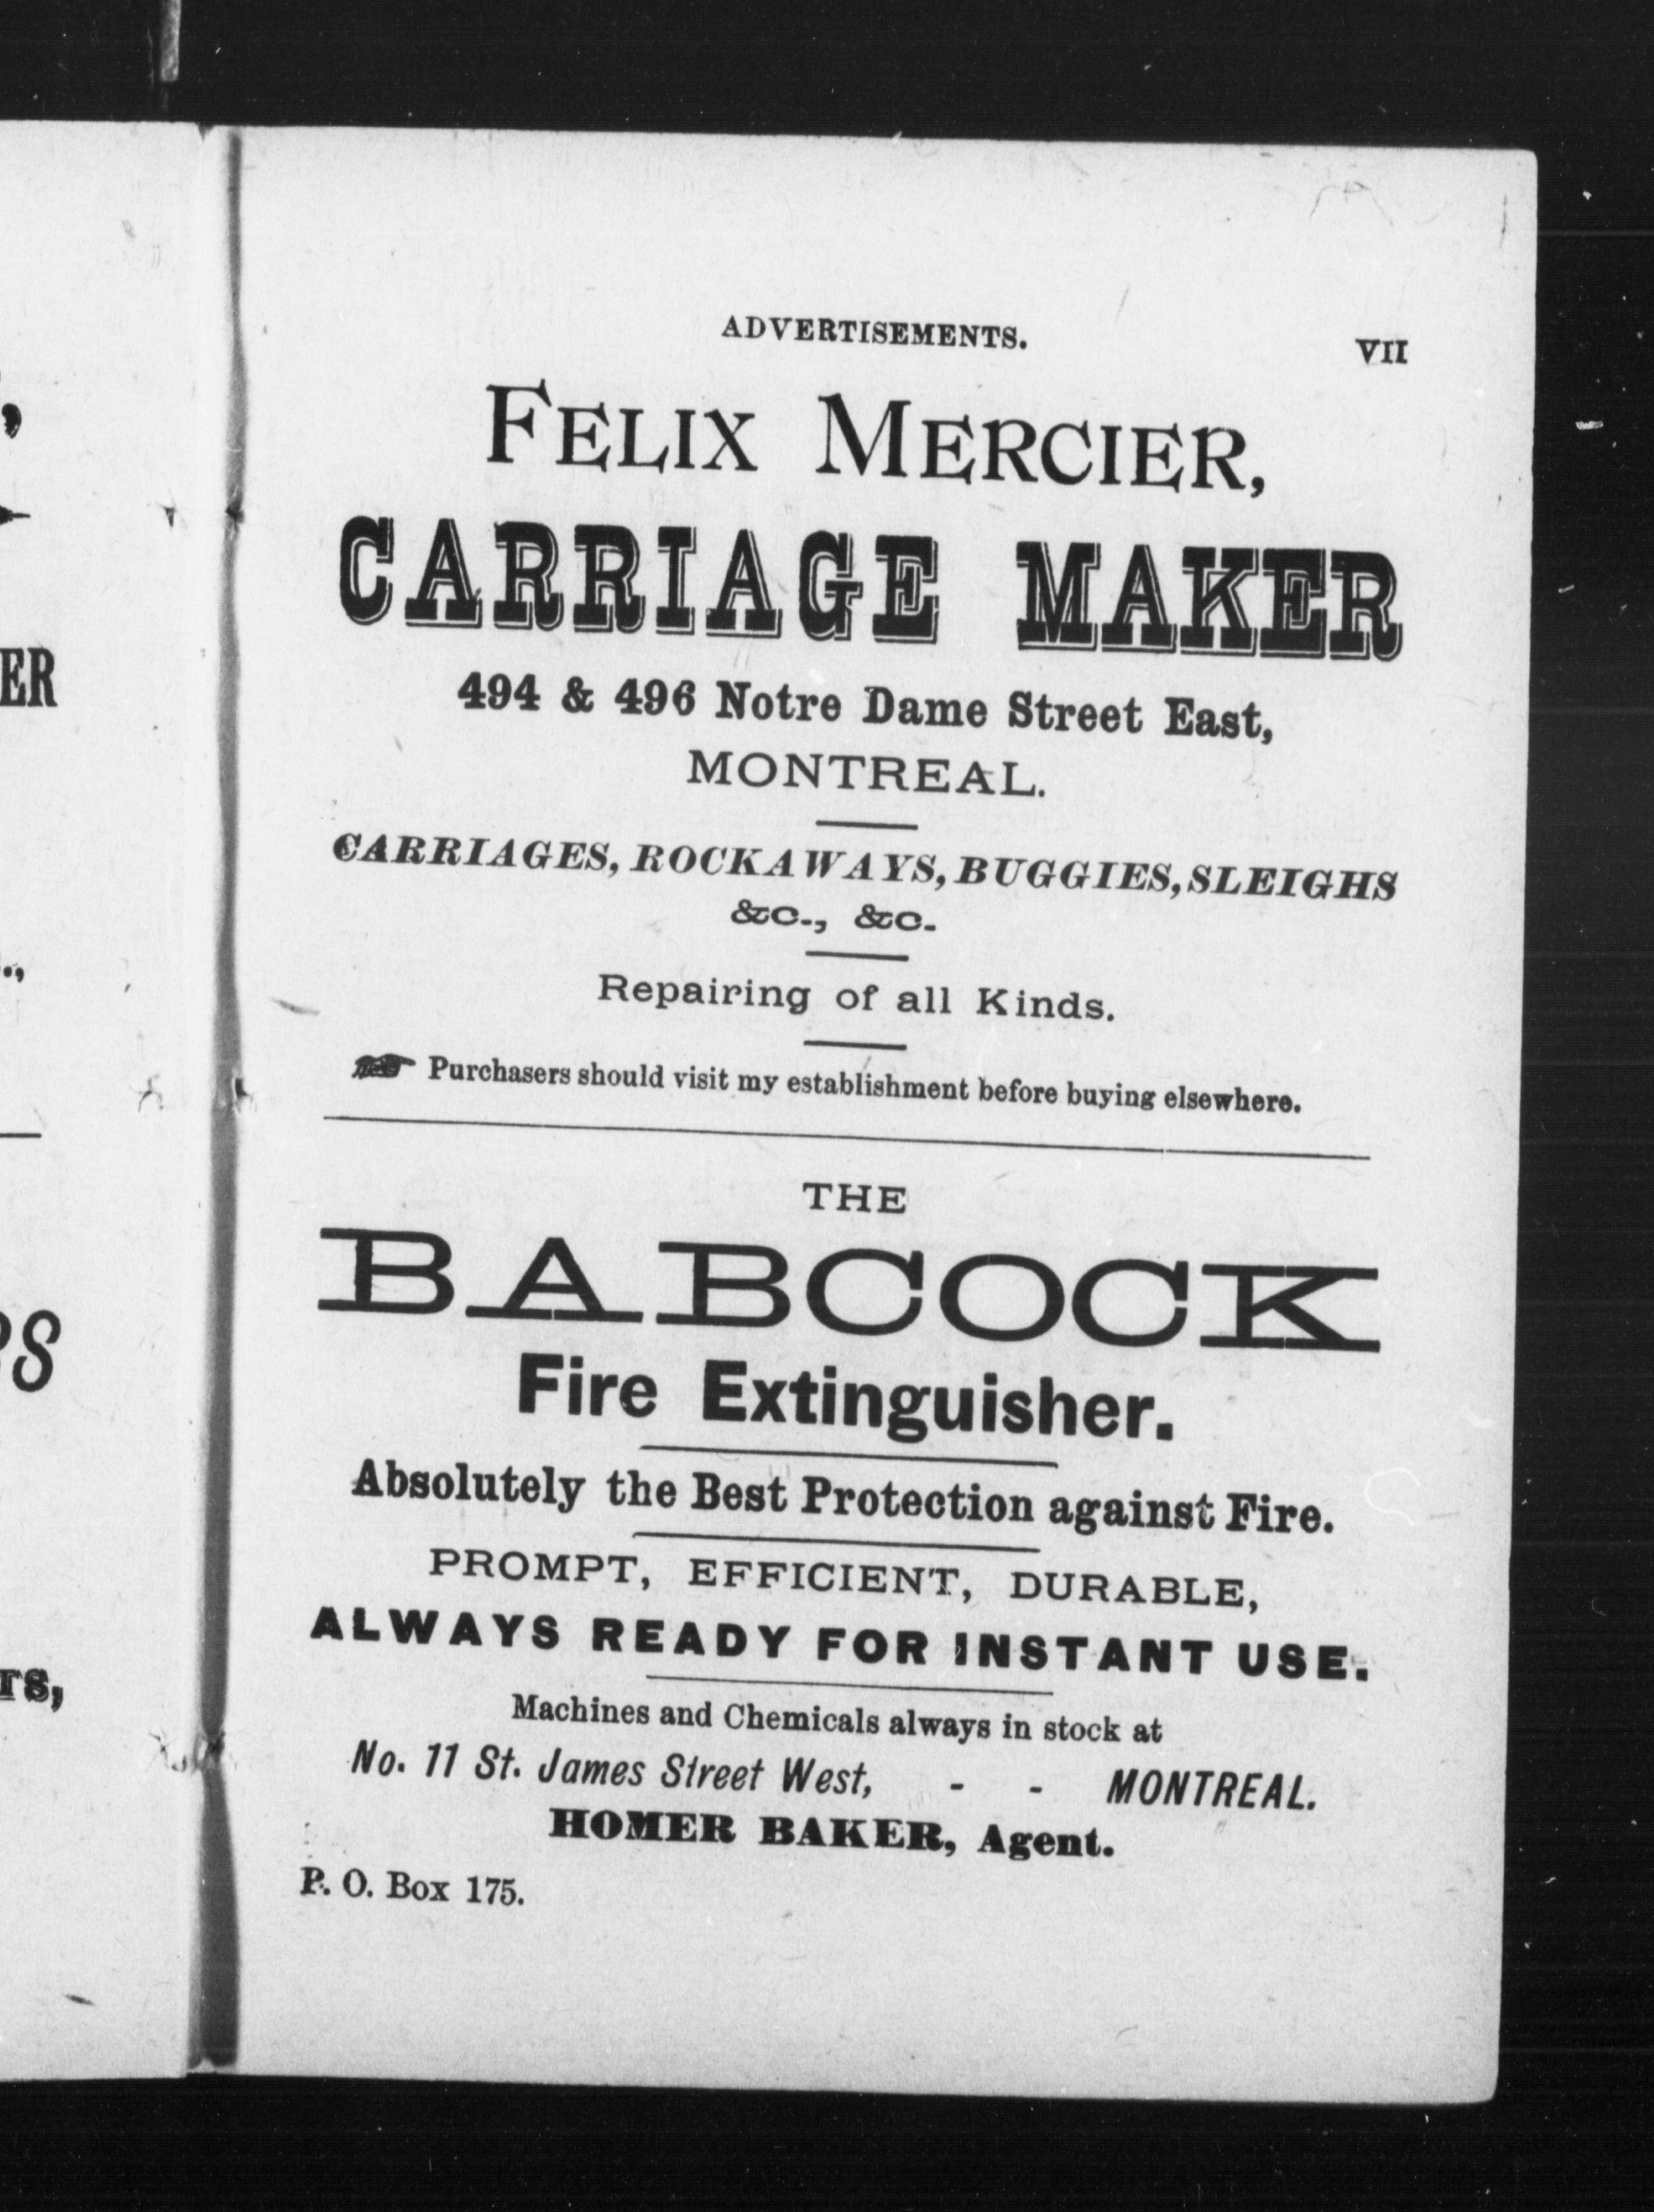 ADVERTISEMENTS. VII
FELIX MERCIER,
CARRIAGE MAKER
494 & 496 Notre Dame Street East,
MONTREAL.
CARRIAGES, ROCKAWAYS, BUGGIES, SLEIGHS
&c., &c.
Repairing of all Kinds.
Purchasers should visit my establishment before buying elsewhere.
THE
BABCOCK
Fire Extinguisher.
Absolutely the Best Protection against Fire.
PROMPT, EFFICIENT, DURABLE,
ALWAYS READY FOR INSTANT USE.
Machines and Chemicals always in stock at
No. 11 St. James Street West, - - MONTREAL.
HOMER BAKER, Agent.
P. O. Box 175.